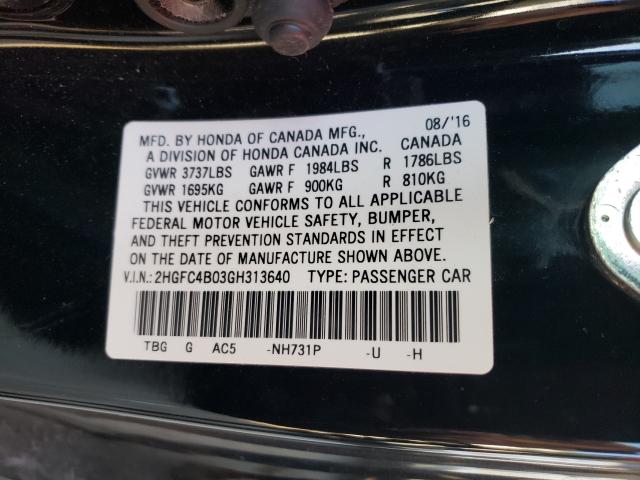 MFD. BY HONDA OF CANADA MFG., 08/'16
A DIVISION OF HONDA CANADA INC. CANADA
GVWR 3737LBS GAWR F 1984LBS R 1786LBS
GVWR 1695KG GAWR F 900KG R 810KG
THIS VEHICLE CONFORMS TO ALL APPLICABLE
FEDERAL MOTOR VEHICLE SAFETY, BUMPER,
AND THEFT PREVENTION STANDARDS IN EFFECT
ON THE DATE OF MANUFACTURE SHOWN ABOVE.
V.I.N.: 2HGFC4B03GH313640 TYPE: PASSENGER CAR
TBG G AC5 -NH731P -U -H